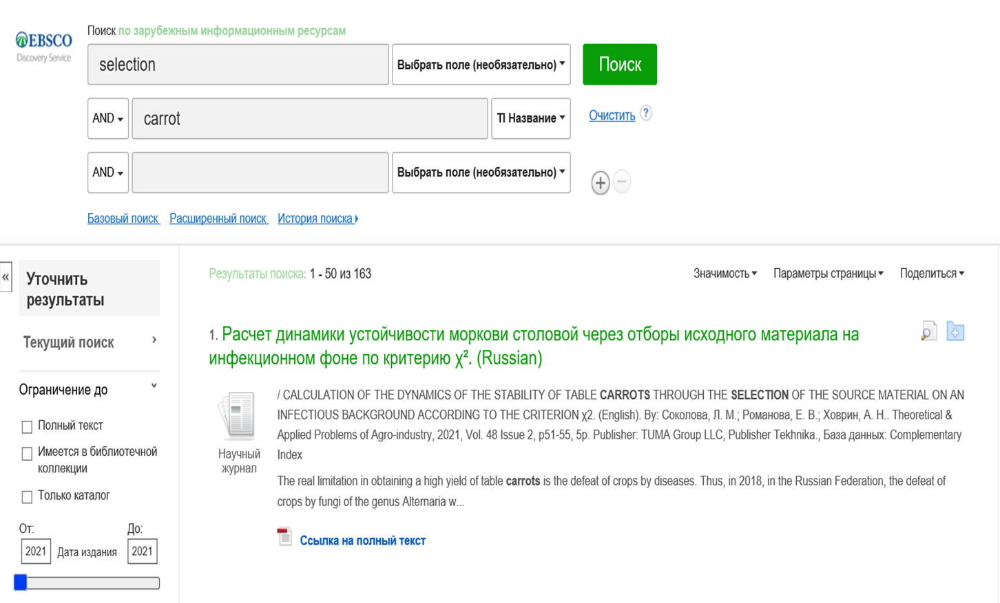 Поиск по зарубежным информационным ресурсам
EBSCO
Discovery Service
selection
Выбрать поле (необязательно)
Поиск
AND
carrot
TI Название
Очистить ?
AND
Выбрать поле (необязательно)
Базовый поиск Расширенный поиск История поиска
«
Уточнить
результаты
Текущий поиск
Ограничение до
Полный текст
Имеется в библиотечной
коллекции
Только каталог
От: До:
2021 Дата издания 2021
Результаты поиска: 1 - 50 из 163
Значимость Параметры страницы Поделиться
1. Расчет динамики устойчивости моркови столовой через отборы исходного материала на
инфекционном фоне по критерию χ². (Russian)
Научный
журнал
/ CALCULATION OF THE DYNAMICS OF THE STABILITY OF TABLE CARROTS THROUGH THE SELECTION OF THE SOURCE MATERIAL ON AN
INFECTIOUS BACKGROUND ACCORDING TO THE CRITERION χ2. (English). By: Соколова, Л. М.; Романова, Е. В.; Ховрин, А. Н.. Theoretical &
Applied Problems of Agro-industry, 2021, Vol. 48 Issue 2, p51-55, 5p. Publisher: TUMA Group LLC, Publisher Tekhnika., База данных: Complementary
Index
The real limitation in obtaining a high yield of table carrots is the defeat of crops by diseases. Thus, in 2018, in the Russian Federation, the defeat of
crops by fungi of the genus Alternaria w...
Ссылка на полный текст